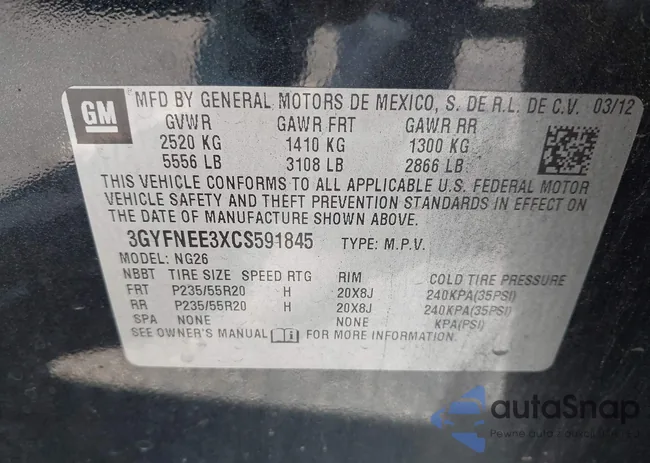 GM
MFD BY GENERAL MOTORS DE MEXICO, S. DE R.L. DE C.V. 03/12
GVWR GAWR FRT GAWR RR
2520 KG 1410 KG 1300 KG
5556 LB 3108 LB 2866 LB
THIS VEHICLE CONFORMS TO ALL APPLICABLE U.S. FEDERAL MOTOR
VEHICLE SAFETY AND THEFT PREVENTION STANDARDS IN EFFECT ON
THE DATE OF MANUFACTURE SHOWN ABOVE.
3GYFNEE3XCS591845 TYPE: M.P.V.
MODEL: NG26
NBBT TIRE SIZE SPEED RTG RIM COLD TIRE PRESSURE
FRT P235/55R20 H 20X8J 240KPA(35PSI)
RR P235/55R20 H 20X8J 240KPA(35PSI)
SPA NONE NONE KPA(PSI)
SEE OWNER'S MANUAL FOR MORE INFORMATION.
autoSnap